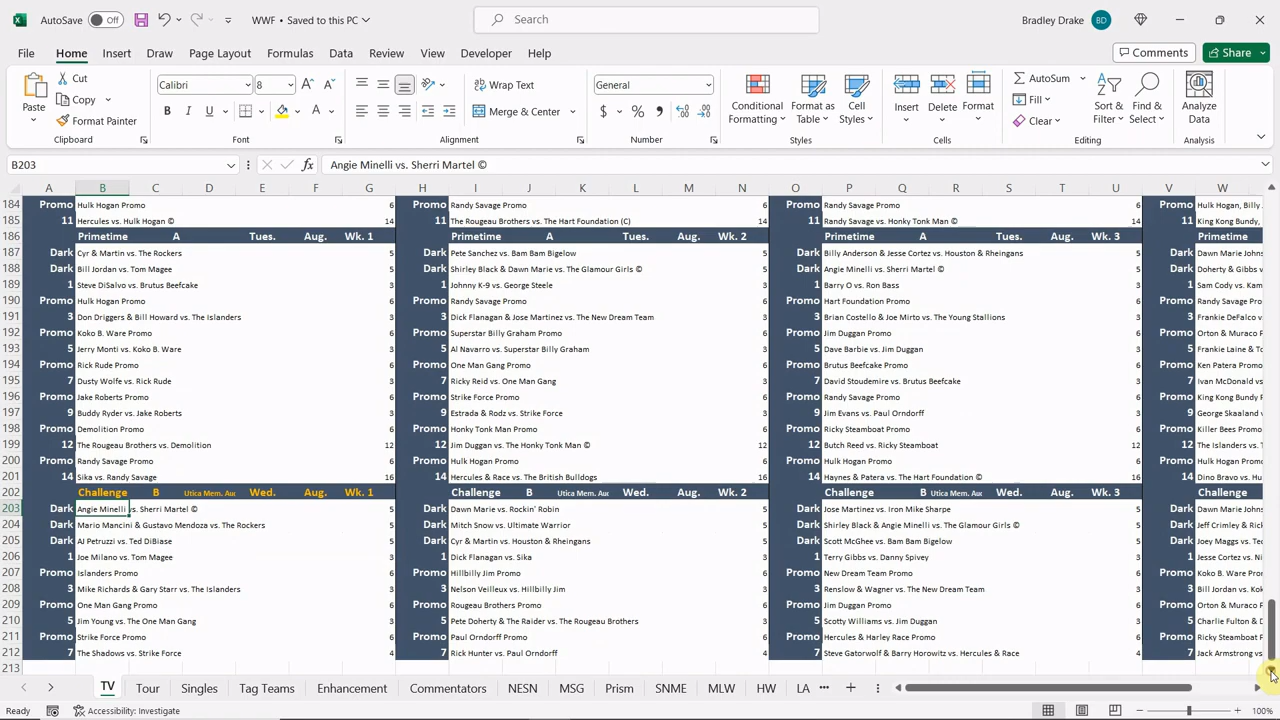 AutoSave Off WWF • Saved to this PC Search Bradley Drake BD
File Home Insert Draw Page Layout Formulas Data Review View Developer Help Comments Share
Paste Cut Copy Format Painter Clipboard
Calibri 8 B I U A Font
Wrap Text Merge & Center Alignment
General $ % Number
Conditional Formatting Format as Table Cell Styles Styles
Insert Delete Format Cells
AutoSum Fill Clear Sort & Filter Find & Select Editing
Analyze Data Analysis
B203 fx Angie Minelli vs. Sherri Martel ©
A B C D E F G H I J K L M N O P Q R S T U V W
184 Promo Hulk Hogan Promo 6 Promo Randy Savage Promo 6 Promo Randy Savage Promo 6 Promo Hulk Hogan, Billy
185 11 Hercules vs. Hulk Hogan © 14 11 The Rougeau Brothers vs. The Hart Foundation (C) 14 11 Randy Savage vs. Honky Tonk Man © 14 11 King Kong Bundy,
186 Primetime A Tues. Aug. Wk. 1 Primetime A Tues. Aug. Wk. 2 Primetime A Tues. Aug. Wk. 3 Primetime
187 Dark Cyr & Martin vs. The Rockers 5 Dark Pete Sanchez vs. Bam Bam Bigelow 5 Dark Billy Anderson & Jesse Cortez vs. Houston & Rheingans 5 Dark Dawn Marie vs.
188 Dark Bill Jordan vs. Tom Magee 5 Dark Shirley Black & Dawn Marie vs. The Glamour Girls © 5 Dark Angie Minelli vs. Sherri Martel © 5 Dark Doherty & Gibbs
189 1 Steve DiSalvo vs. Brutus Beefcake 3 1 Johnny K-9 vs. George Steele 3 1 Barry O vs. Ron Bass 3 1 Sam Cody vs. Kam
190 Promo Hulk Hogan Promo 6 Promo Randy Savage Promo 6 Promo Hart Foundation Promo 6 Promo Randy Savage Pro
191 3 Don Driggers & Bill Howard vs. The Islanders 3 3 Dick Flanagan & Jose Martinez vs. The New Dream Team 3 3 Brian Costello & Joe Mirto vs. The Young Stallions 3 3 Frankie DeFalco v
192 Promo Koko B. Ware Promo 6 Promo Superstar Billy Graham Promo 6 Promo Jim Duggan Promo 6 Promo Orton & Muraco P
193 5 Jerry Monti vs. Koko B. Ware 3 5 Al Navarro vs. Superstar Billy Graham 3 5 Dave Barbie vs. Jim Duggan 3 5 Frankie Laine & To
194 Promo Rick Rude Promo 6 Promo One Man Gang Promo 6 Promo Brutus Beefcake Promo 6 Promo Ken Patera Promo
195 7 Dusty Wolfe vs. Rick Rude 3 7 Ricky Reid vs. One Man Gang 3 7 David Stoudemire vs. Brutus Beefcake 3 7 Ivan McDonald v
196 Promo Jake Roberts Promo 6 Promo Strike Force Promo 6 Promo Randy Savage Promo 6 Promo One Man Gang P
197 9 Buddy Ryder vs. Jake Roberts 3 9 Estrada & Rodz vs. Strike Force 3 9 Jim Evans vs. Paul Orndorff 3 9 George Skaaland
198 Promo Demolition Promo 6 Promo Honky Tonk Man Promo 6 Promo Ricky Steamboat Promo 6 Promo Killer Bees Promo
199 12 The Rougeau Brothers vs. Demolition 12 12 Jim Duggan vs. The Honky Tonk Man © 12 12 Butch Reed vs. Ricky Steamboat 12 12 The Islanders vs. T
200 Promo Randy Savage Promo 6 Promo Hulk Hogan Promo 6 Promo Hulk Hogan Promo 6 Promo Strike Force Prom
201 14 Sika vs. Randy Savage 16 14 Hercules & Race vs. The British Bulldogs 16 14 Haynes & Patera vs. The Hart Foundation © 16 14 Dino Bravo vs. Hu
202 Challenge B Utica Mem. Auc Wed. Aug. Wk. 1 Challenge B Utica Mem. Auc Wed. Aug. Wk. 2 Challenge B Utica Mem. Auc Wed. Aug. Wk. 3 Challenge
203 Dark Angie Minelli vs. Sherri Martel © 5 Dark Dawn Marie vs. Rockin' Robin 5 Dark Jose Martinez vs. Iron Mike Sharpe 5 Dark Dawn Marie vs. Johns
204 Dark Mario Mancini & Gustavo Mendoza vs. The Rockers 5 Dark Mitch Snow vs. Ultimate Warrior 5 Dark Shirley Black & Angie Minelli vs. The Glamour Girls © 5 Dark Jeff Crimley & Rick
205 Dark AJ Petruzzi vs. Ted DiBiase 5 Dark Cyr & Martin vs. Houston & Rheingans 5 Dark Scott McGhee vs. Bam Bam Bigelow 5 Dark Joey Maggs vs. Te
206 1 Joe Milano vs. Tom Magee 3 1 Dick Flanagan vs. Sika 3 1 Terry Gibbs vs. Danny Spivey 3 1 Jesse Cortez vs. Ni
207 Promo Islanders Promo 6 Promo Hillbilly Jim Promo 6 Promo New Dream Team Promo 6 Promo Koko B. Ware Pro
208 3 Mike Richards & Gary Starr vs. The Islanders 3 3 Nelson Veilleux vs. Hillbilly Jim 3 3 Renslow & Wagner vs. The New Dream Team 3 3 Bill Jordan vs. Kok
209 Promo One Man Gang Promo 6 Promo Rougeau Brothers Promo 6 Promo Jim Duggan Promo 6 Promo Orton & Muraco P
210 5 Jim Young vs. The One Man Gang 3 5 Pete Doherty & The Raider vs. The Rougeau Brothers 3 5 Scotty Williams vs. Jim Duggan 3 5 Charlie Fulton & D
211 Promo Strike Force Promo 6 Promo Paul Orndorff Promo 6 Promo Hercules & Harley Race Promo 6 Promo Ricky Steamboat
212 7 The Shadows vs. Strike Force 4 7 Rick Hunter vs. Paul Orndorff 3 7 Steve Gatorwolf & Barry Horowitz vs. Hercules & Race 3 7 Jack Armstrong vs
213
TV Tour Singles Tag Teams Enhancement Commentators NESN MSG Prism SNME MLW HW LA
Ready Accessibility: Investigate 100%